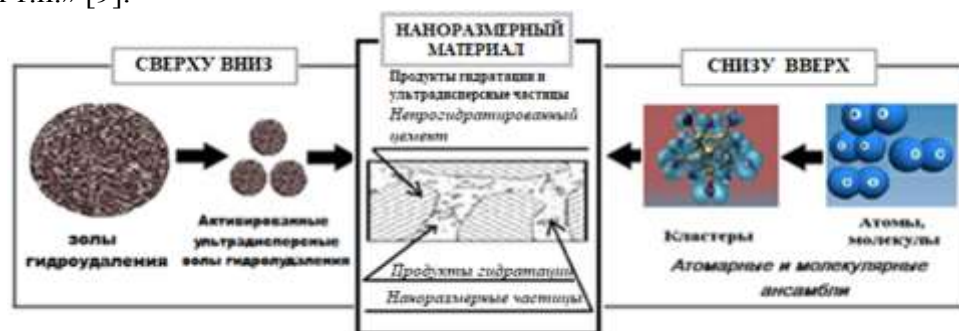 НАНОРАЗМЕРНЫЙ
МАТЕРИАЛ
СВЕРХУ ВНИЗ
СНИЗУ ВВЕРХ
Продукты гидратации и
ультрадисперсные частицы
Непрогидратированный
цемент
золы
гидроудаления
Активированные
ультрадисперсные
золы гидролудаления
Продукты гидратации
Наноразмерные частицы
Кластеры
Атомы,
молекулы
Атомарные и молекулярные
ансамбли